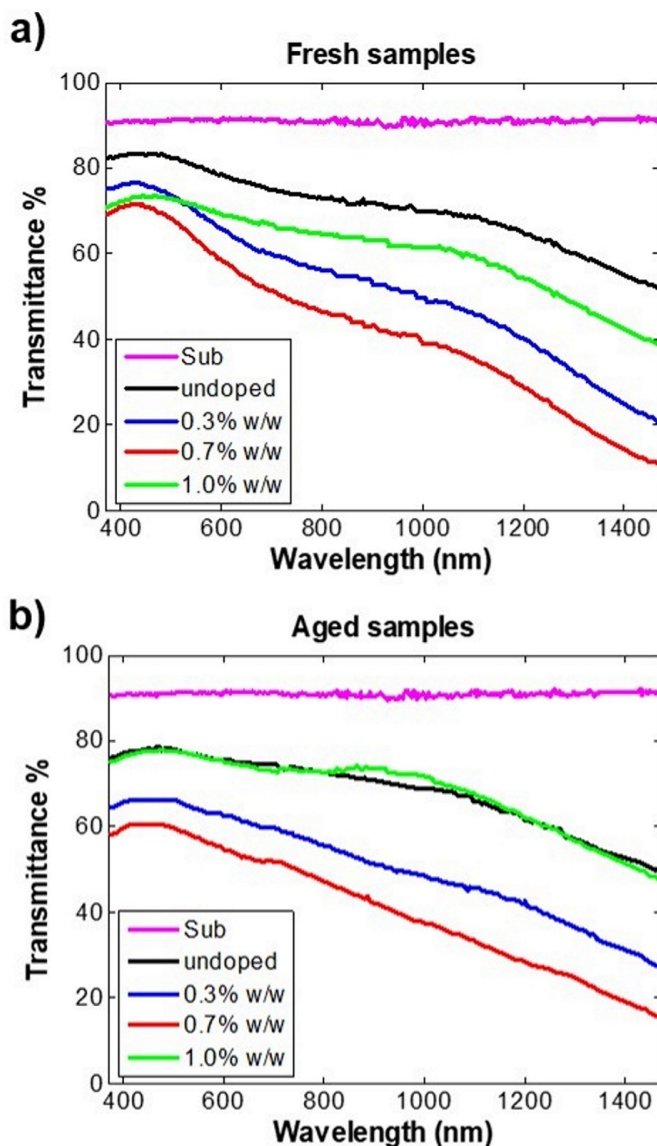 a)
Fresh samples
Transmittance %
100
80
60
40
20
0
Sub
undoped
0.3% w/w
0.7% w/w
1.0% w/w
400 600 800 1000 1200 1400
Wavelength (nm)
b)
Aged samples
Transmittance %
100
80
60
40
20
0
Sub
undoped
0.3% w/w
0.7% w/w
1.0% w/w
400 600 800 1000 1200 1400
Wavelength (nm)